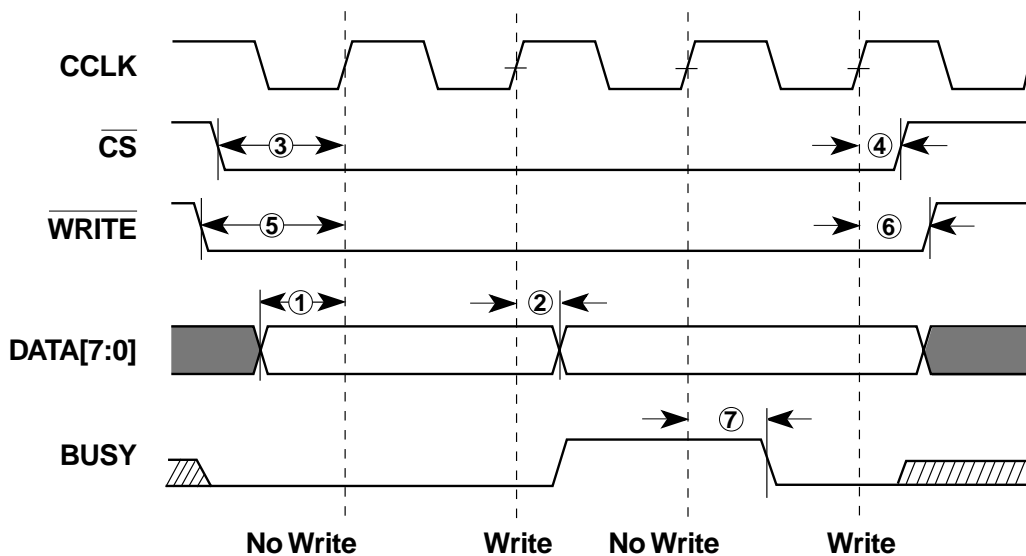 CCLK
CS
③
④
WRITE
⑤
⑥
①
②
DATA[7:0]
⑦
BUSY
No Write Write No Write Write